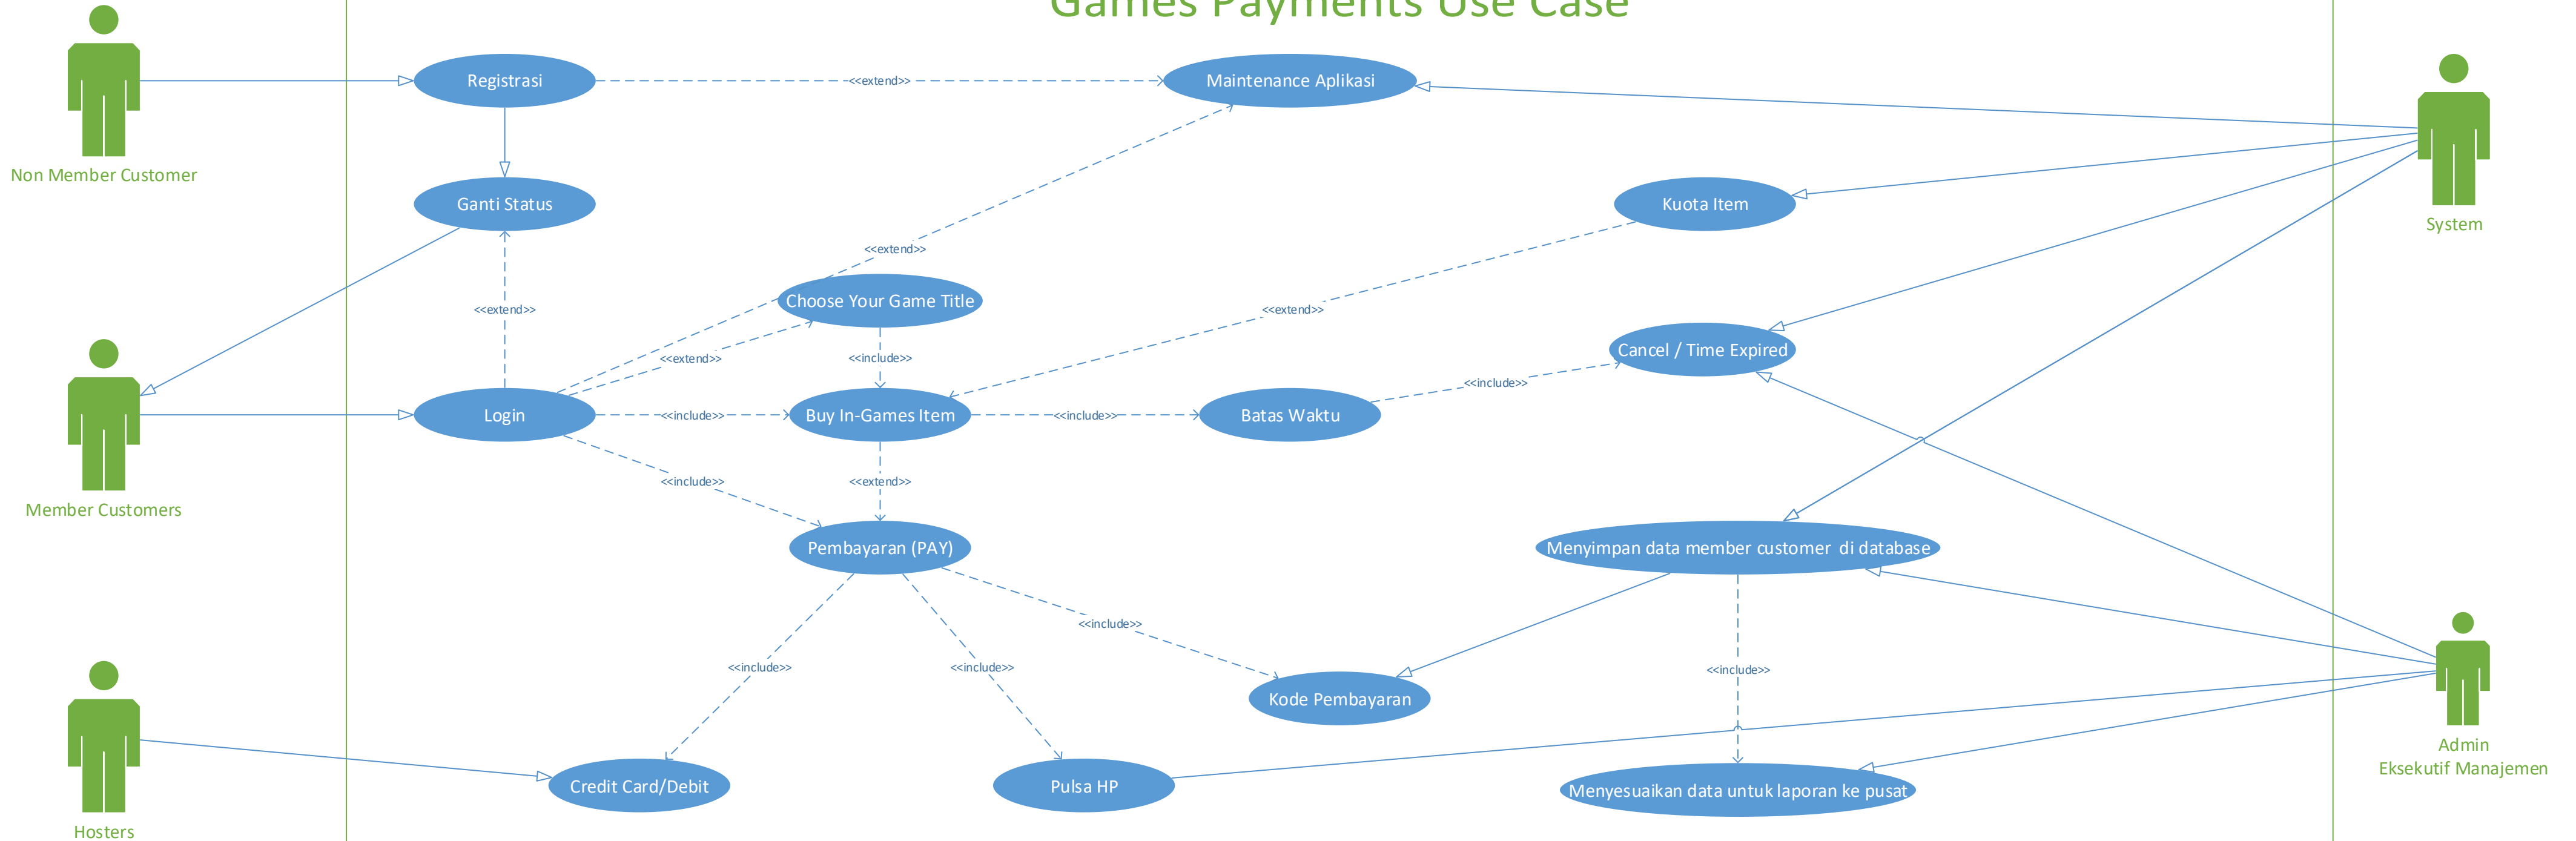 Games Payments Use Case
Registrasi
<<extend>>
Maintenance Aplikasi
Non Member Customer
Ganti Status
Kuota Item
System
<<extend>>
Choose Your Game Title
<<extend>>
<<extend>>
<<extend>>
<<include>>
Cancel / Time Expired
<<include>>
Login
<<include>>
Buy In-Games Item
<<include>>
Batas Waktu
<<include>>
<<extend>>
Member Customers
Pembayaran (PAY)
Menyimpan data member customer di database
<<include>>
<<include>>
<<include>>
<<include>>
Kode Pembayaran
Admin
Eksekutif Manajemen
Credit Card/Debit
Pulsa HP
Menyesuaikan data untuk laporan ke pusat
Hosters